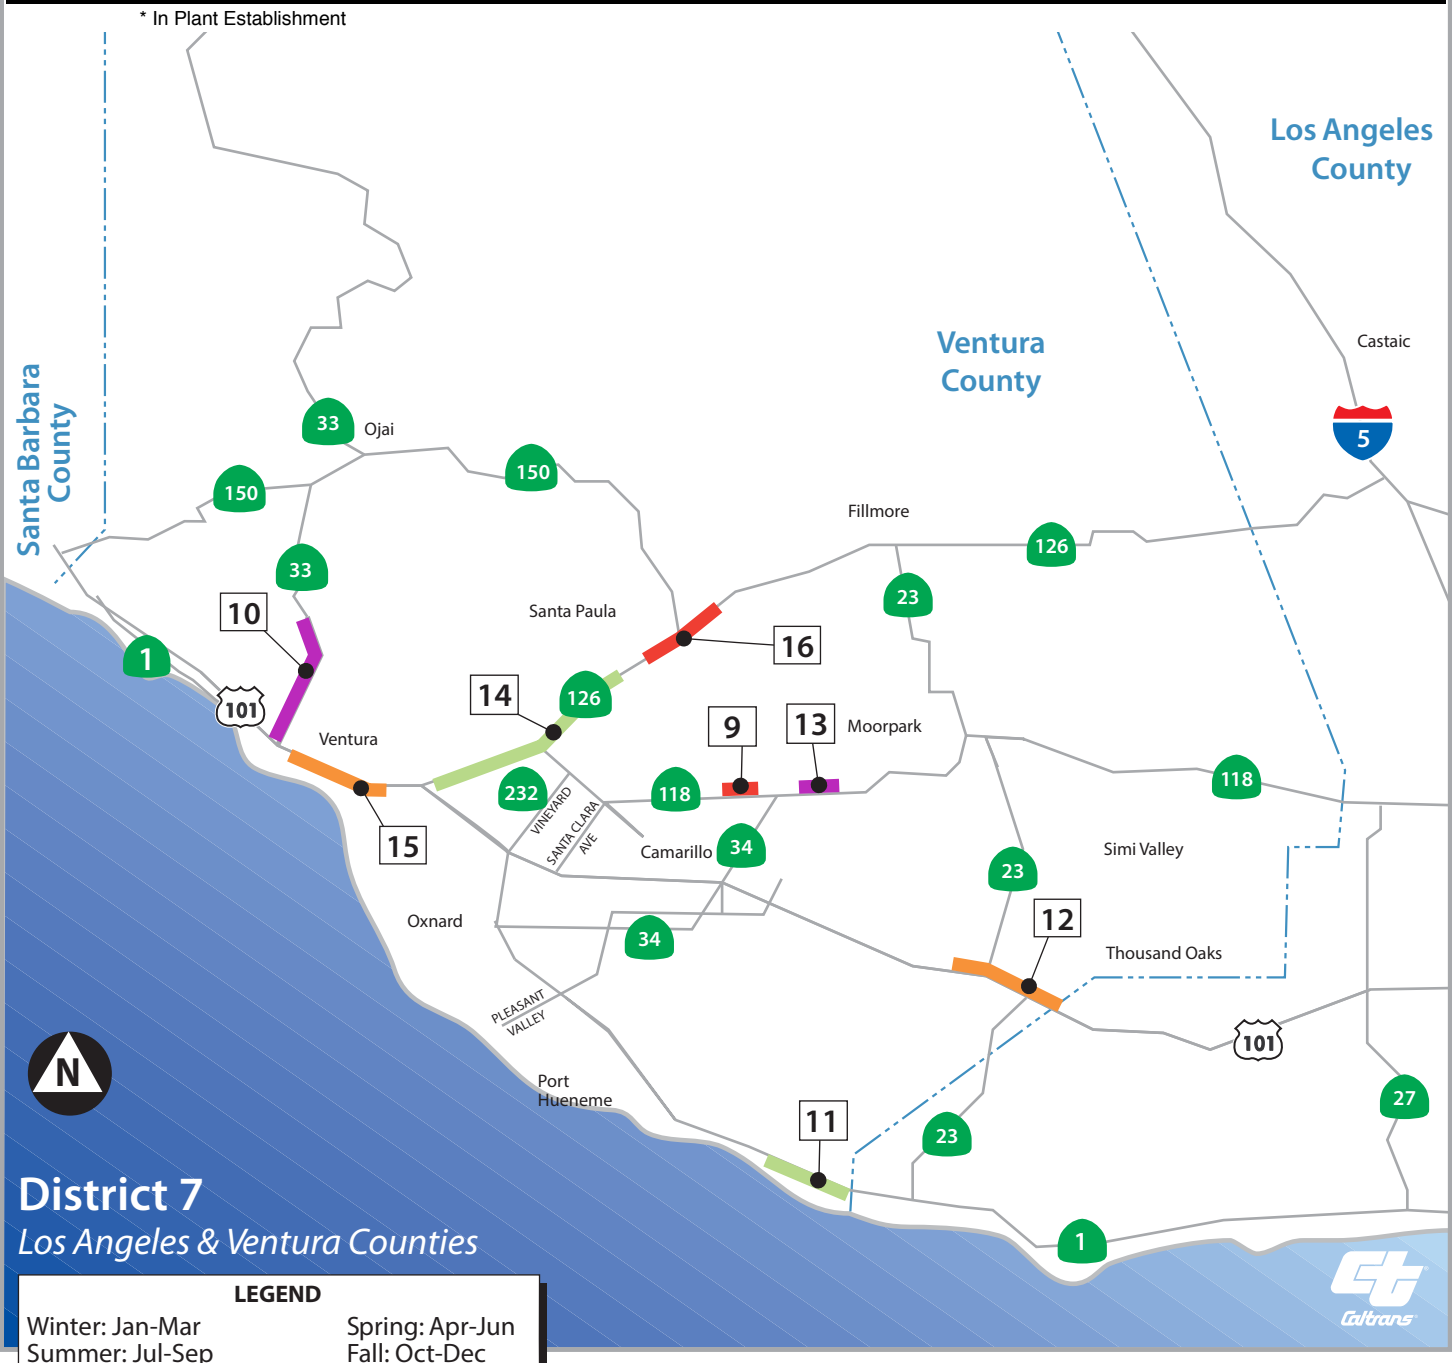 * In Plant Establishment
Los Angeles
County
Ventura
County
Castaic
5
Santa Barbara
County
33
Ojai
150
150
Fillmore
126
33
23
10
Santa Paula
16
1
14
126
101
9
13
Moorpark
Ventura
232
118
118
VINEYARD
SANTA CLARA
AVE
15
Camarillo
34
Simi Valley
23
12
Oxnard
34
Thousand Oaks
PLEASANT
VALLEY
101
N
Port
Hueneme
27
11
23
District 7
Los Angeles & Ventura Counties
1
LEGEND
Winter: Jan-Mar
Spring: Apr-Jun
Summer: Jul-Sep
Fall: Oct-Dec
Caltrans